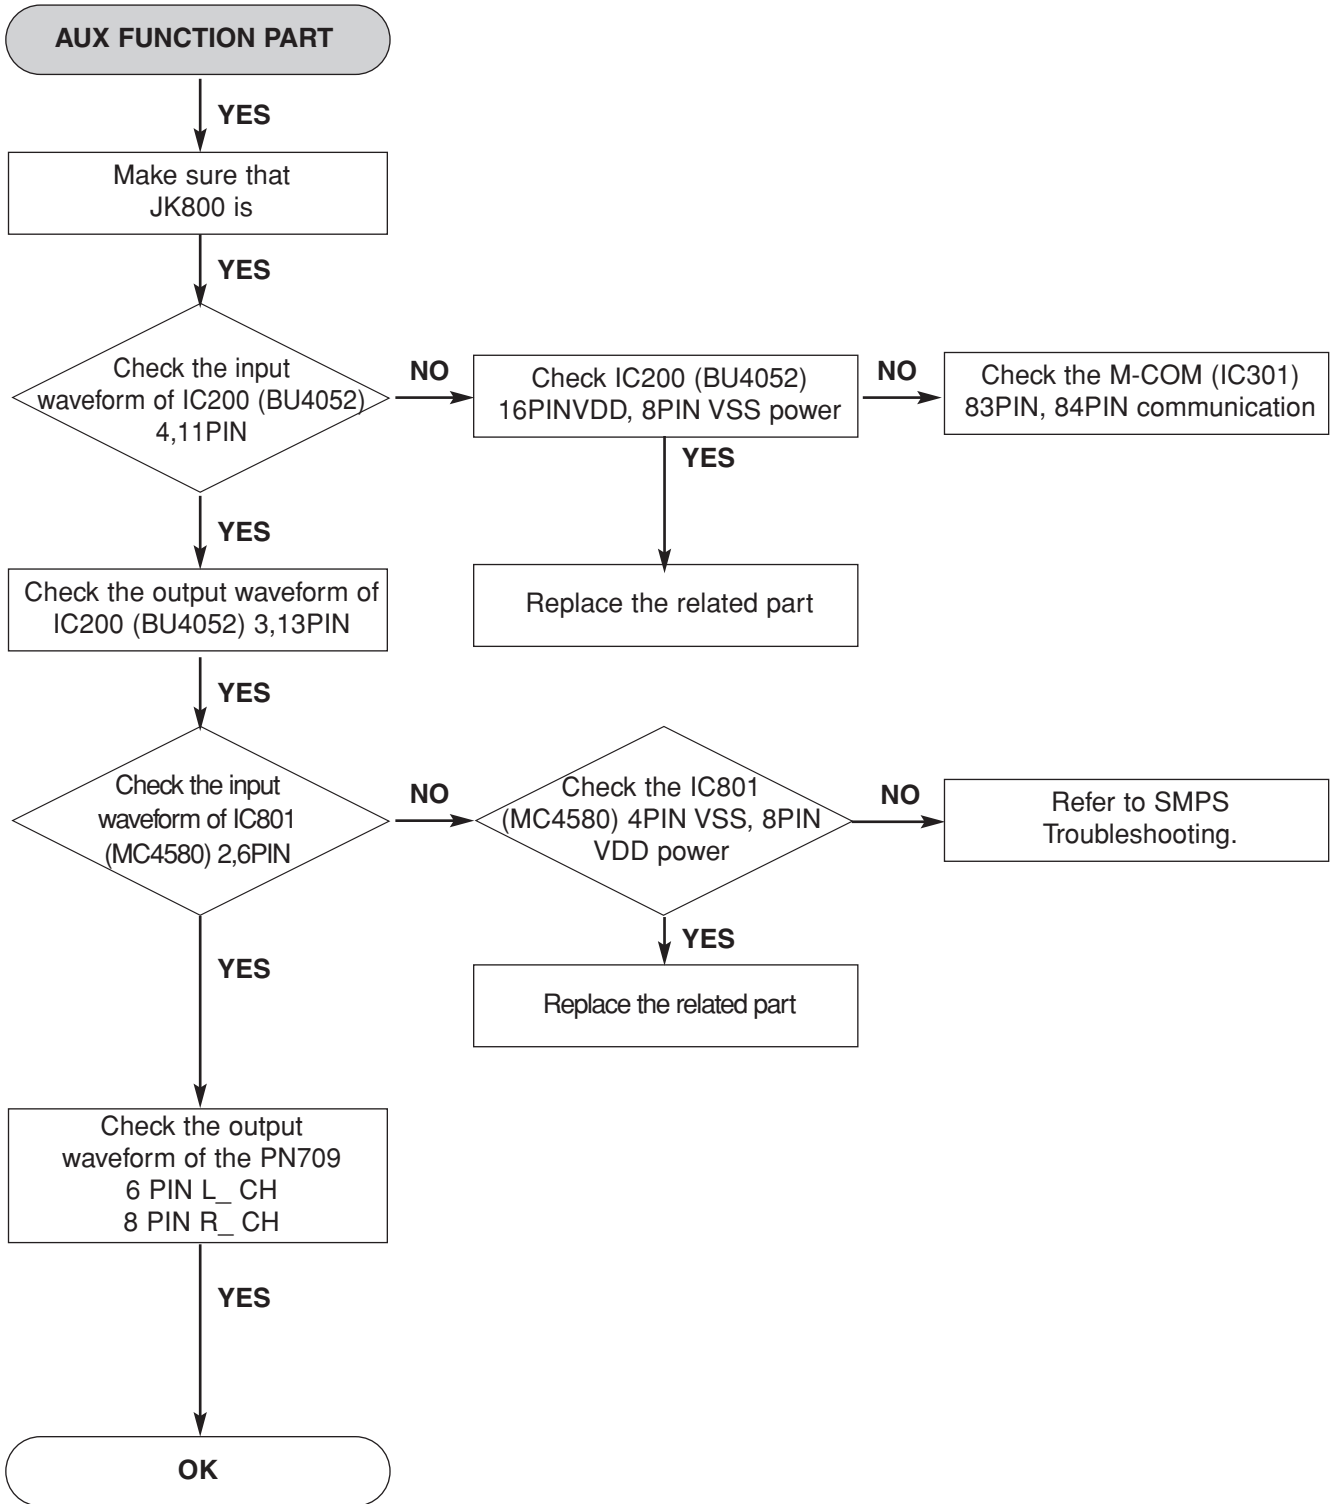 AUX FUNCTION PART
YES
Make sure that
JK800 is
YES
Check the input
waveform of IC200 (BU4052)
4,11PIN
NO
Check IC200 (BU4052)
16PINVDD, 8PIN VSS power
NO
Check the M-COM (IC301)
83PIN, 84PIN communication
YES
Replace the related part
YES
Check the output waveform of
IC200 (BU4052) 3,13PIN
YES
Check the input
waveform of IC801
(MC4580) 2,6PIN
NO
Check the IC801
(MC4580) 4PIN VSS, 8PIN
VDD power
NO
Refer to SMPS
Troubleshooting.
YES
Replace the related part
YES
Check the output
waveform of the PN709
6 PIN L_ CH
8 PIN R_ CH
YES
OK